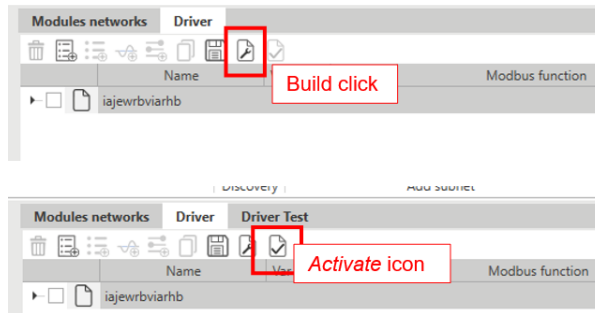 Modules networks Driver
Name V Modbus function
Build click
iajewrbviarhb
Discovery Add subnet
Modules networks Driver Driver Test
Name Var Modbus function
Activate icon
iajewrbviarhb